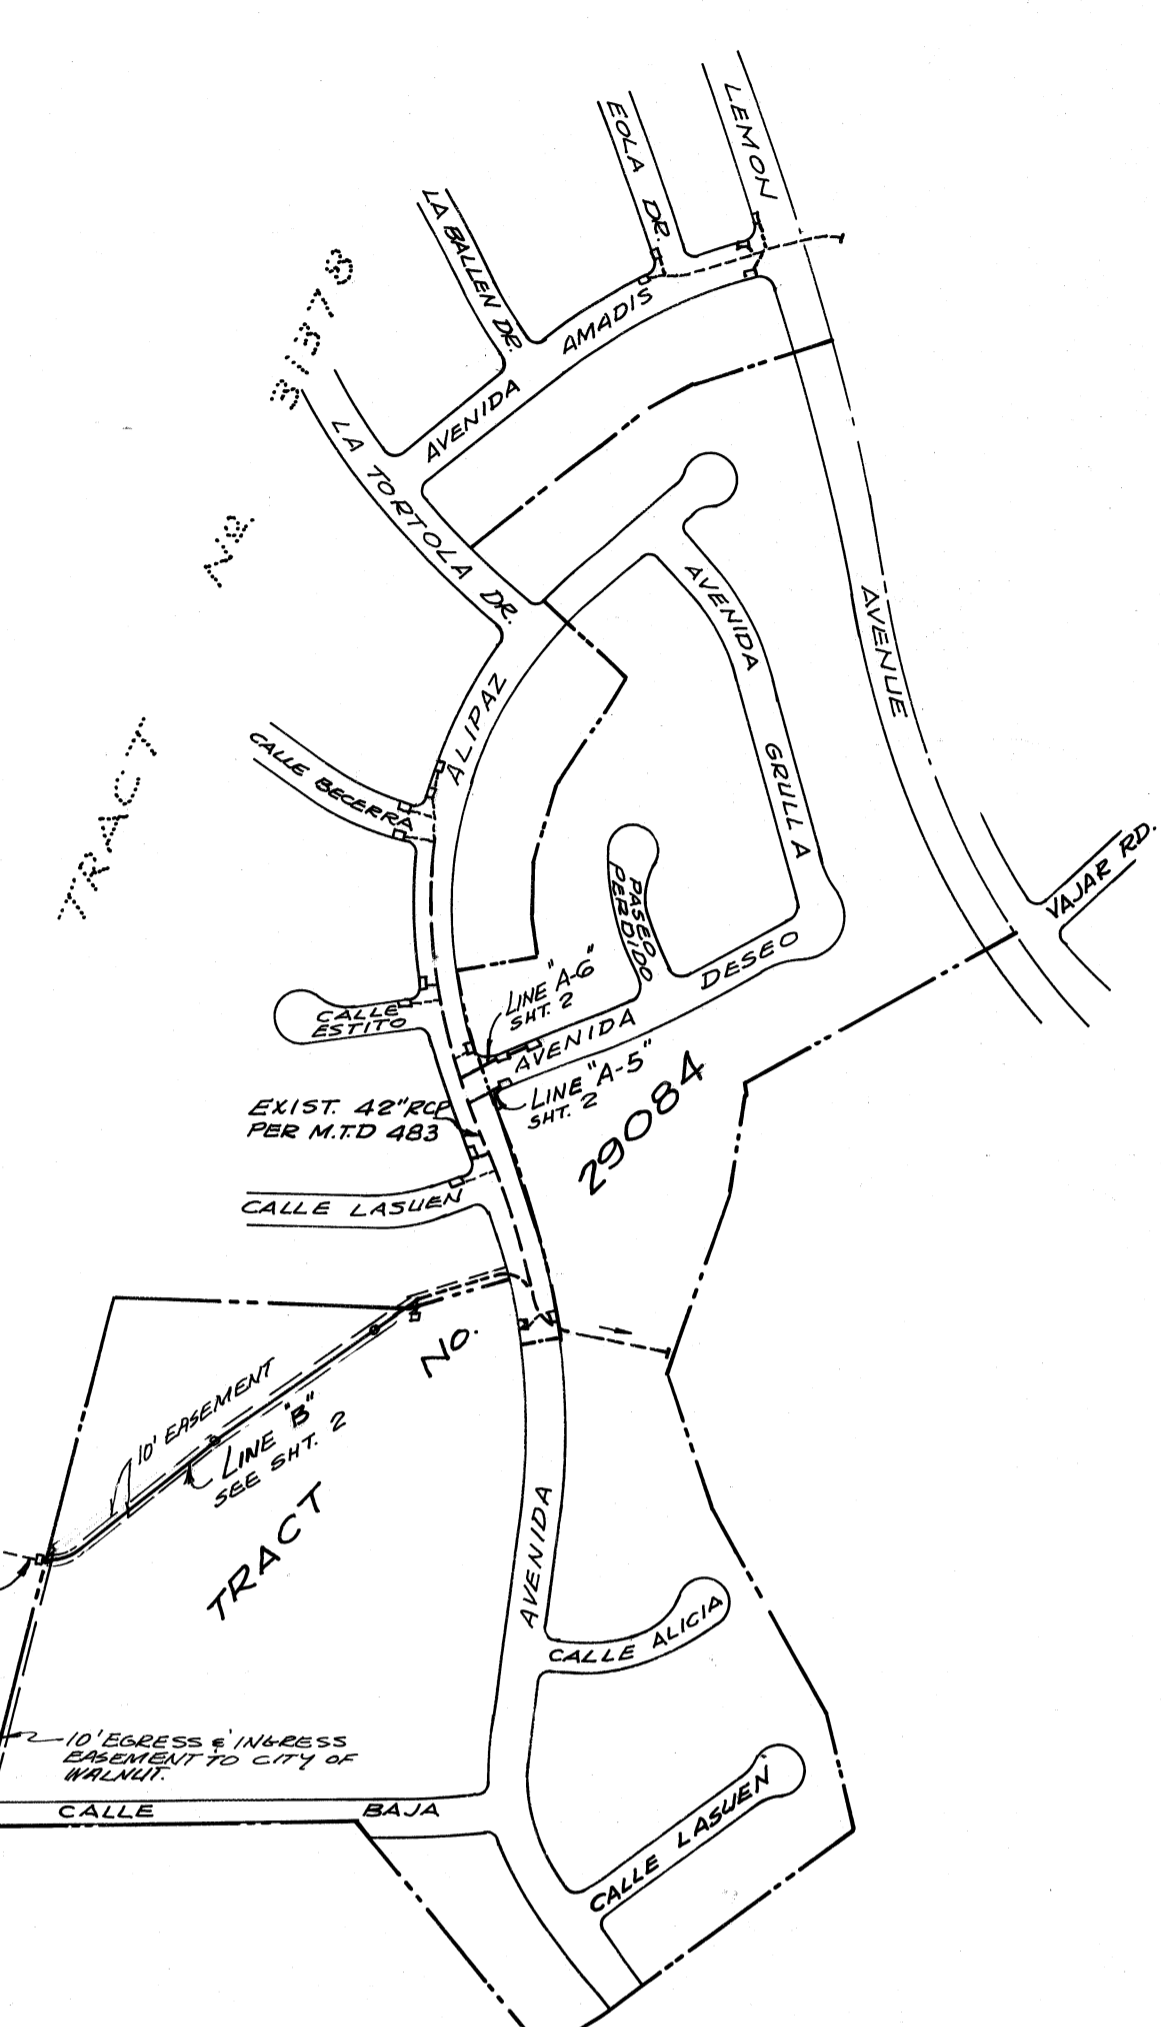 LEMON
EOLA DR.
LA BALLEN DR.
AVENIDA AMADIS
TRACT No. 31373
LA TORTOLA DR.
AVENIDA
GRULLA
AVENUE
ALIPAZ
CALLE BECERRA
VAJAR RD.
PASEO
PERDIDO
DESEO
LINE "A-6"
SHT. 2
CALLE
ESTITO
AVENIDA
LINE "A-5"
SHT. 2
EXIST. 42" RCP
PER M.T.D 483
29084
CALLE LASUEN
No.
10' EASEMENT
LINE "B"
SEE SHT. 2
TRACT
AVENIDA
CALLE ALICIA
10' EGRESS & INGRESS
EASEMENT TO CITY OF
WALNUT.
CALLE BAJA
CALLE LASUEN